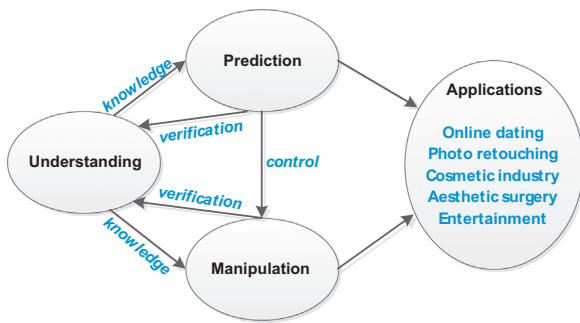 Prediction
Applications
knowledge
Online dating
verification
Photo retouching
Understanding
control
Cosmetic industry
verification
Aesthetic surgery
Entertainment
knowledge
Manipulation